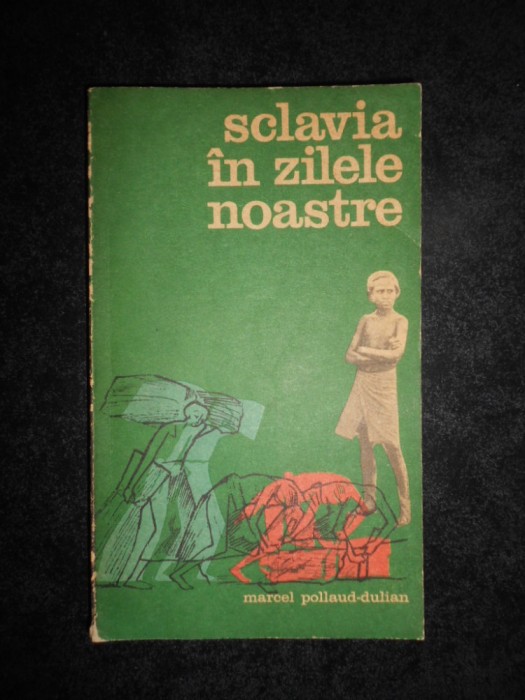 sclavia
în zilele
noastre
marcel pollaud-dulian